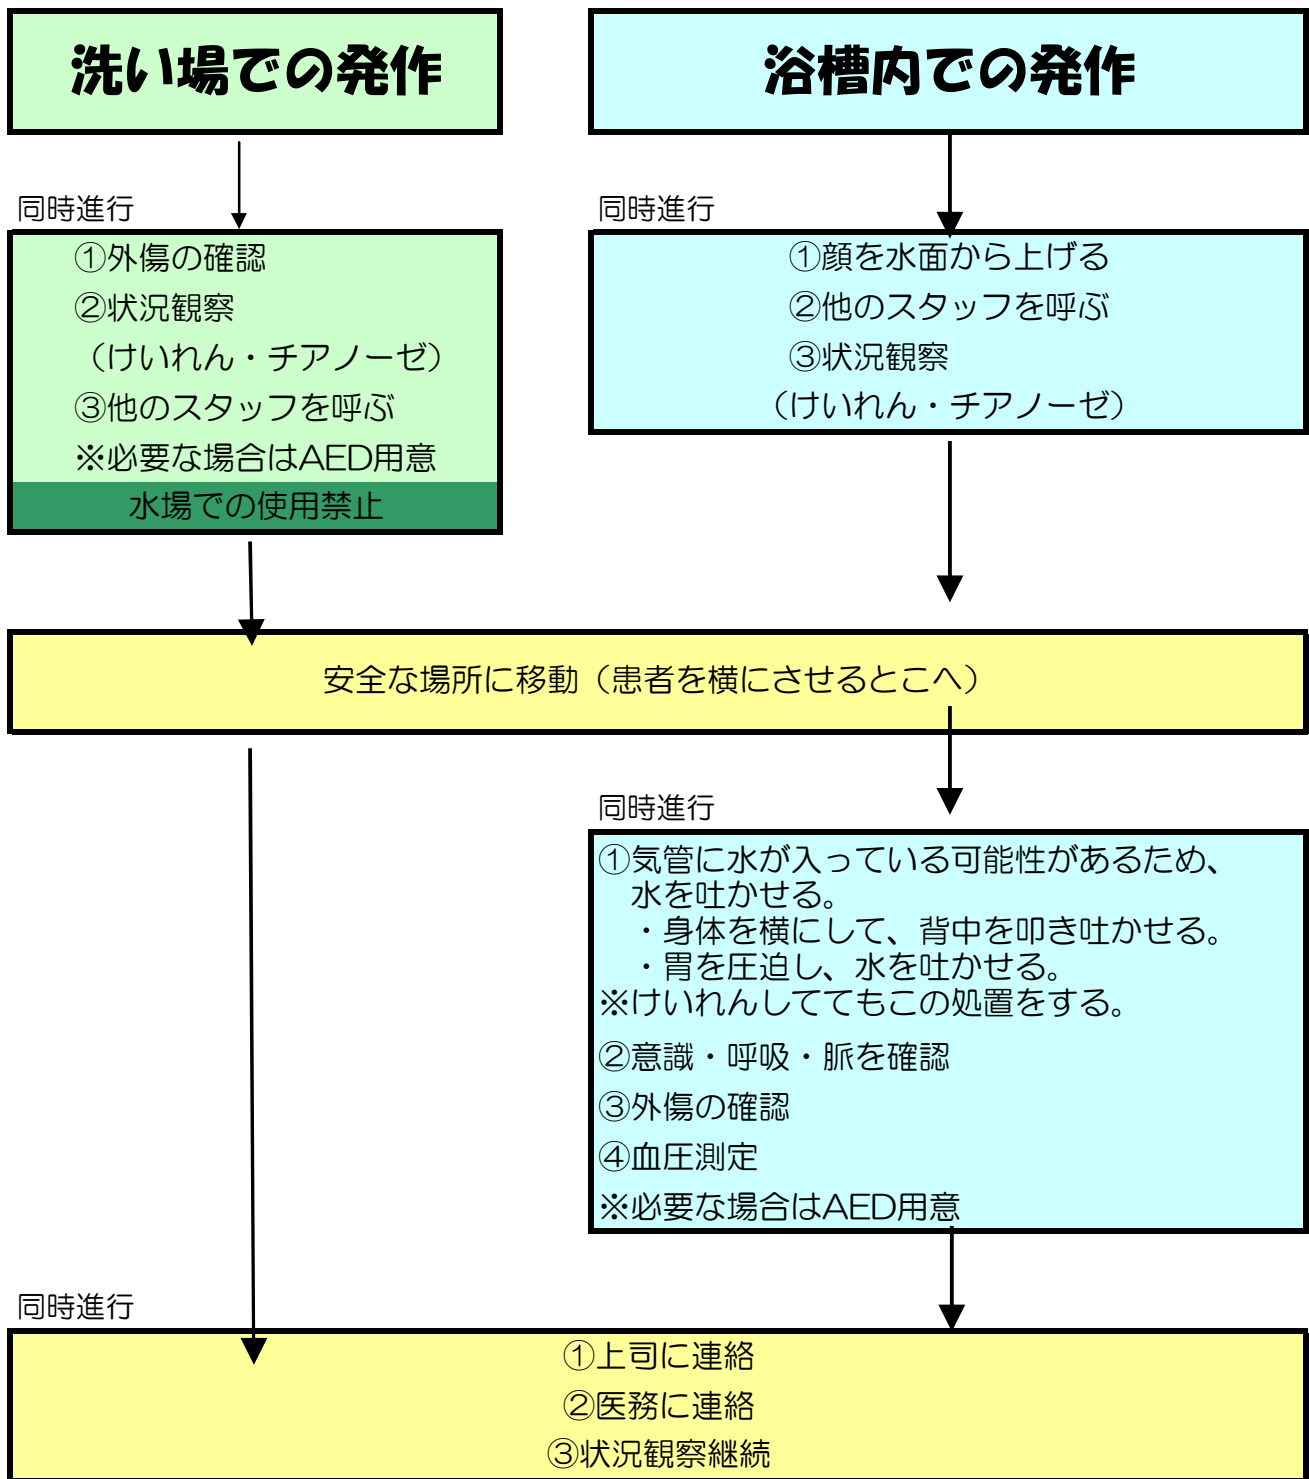 洗い場での発作
浴槽内での発作
同時進行
①外傷の確認
②状況観察
（けいれん・チアノーゼ）
③他のスタッフを呼ぶ
※必要な場合はAED用意
水場での使用禁止
同時進行
①顔を水面から上げる
②他のスタッフを呼ぶ
③状況観察
（けいれん・チアノーゼ）
安全な場所に移動（患者を横にさせるとこへ）
同時進行
①気管に水が入っている可能性があるため、
水を吐かせる。
・身体を横にして、背中を叩き吐かせる。
・胃を圧迫し、水を吐かせる。
※けいれんしててもこの処置をする。
②意識・呼吸・脈を確認
③外傷の確認
④血圧測定
※必要な場合はAED用意
同時進行
①上司に連絡
②医務に連絡
③状況観察継続